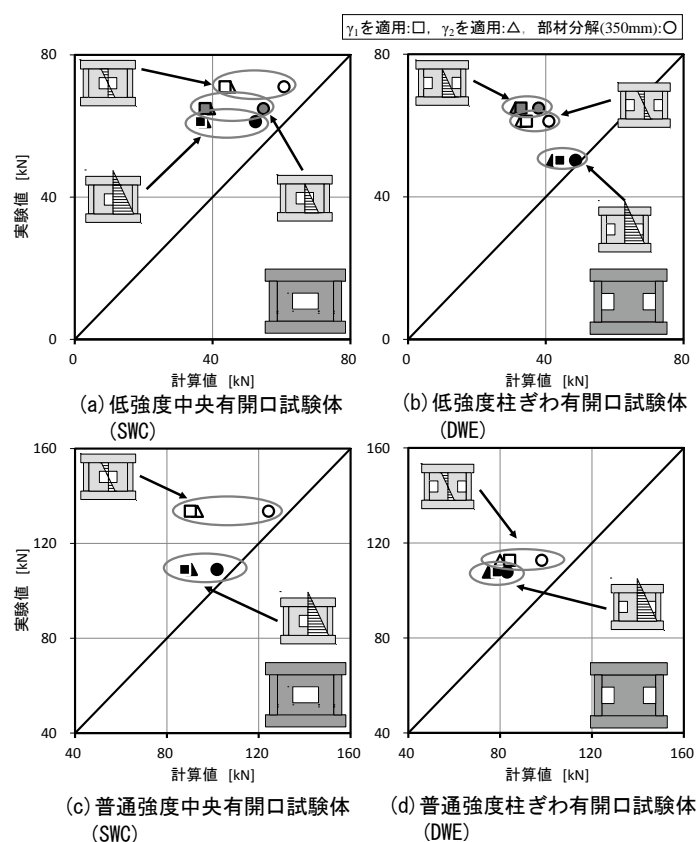 γ₁を適用:□, γ₂を適用:△, 部材分解(350mm):○
80
40
0
実験値 [kN]
0 40 80
計算値 [kN]
(a) 低強度中央有開口試験体
(SWC)
80
40
0
0 40 80
計算値 [kN]
(b) 低強度柱ぎわ有開口試験体
(DWE)
160
120
80
40
実験値 [kN]
40 80 120 160
計算値 [kN]
(c) 普通強度中央有開口試験体
(SWC)
160
120
80
40
40 80 120 160
計算値 [kN]
(d) 普通強度柱ぎわ有開口試験体
(DWE)